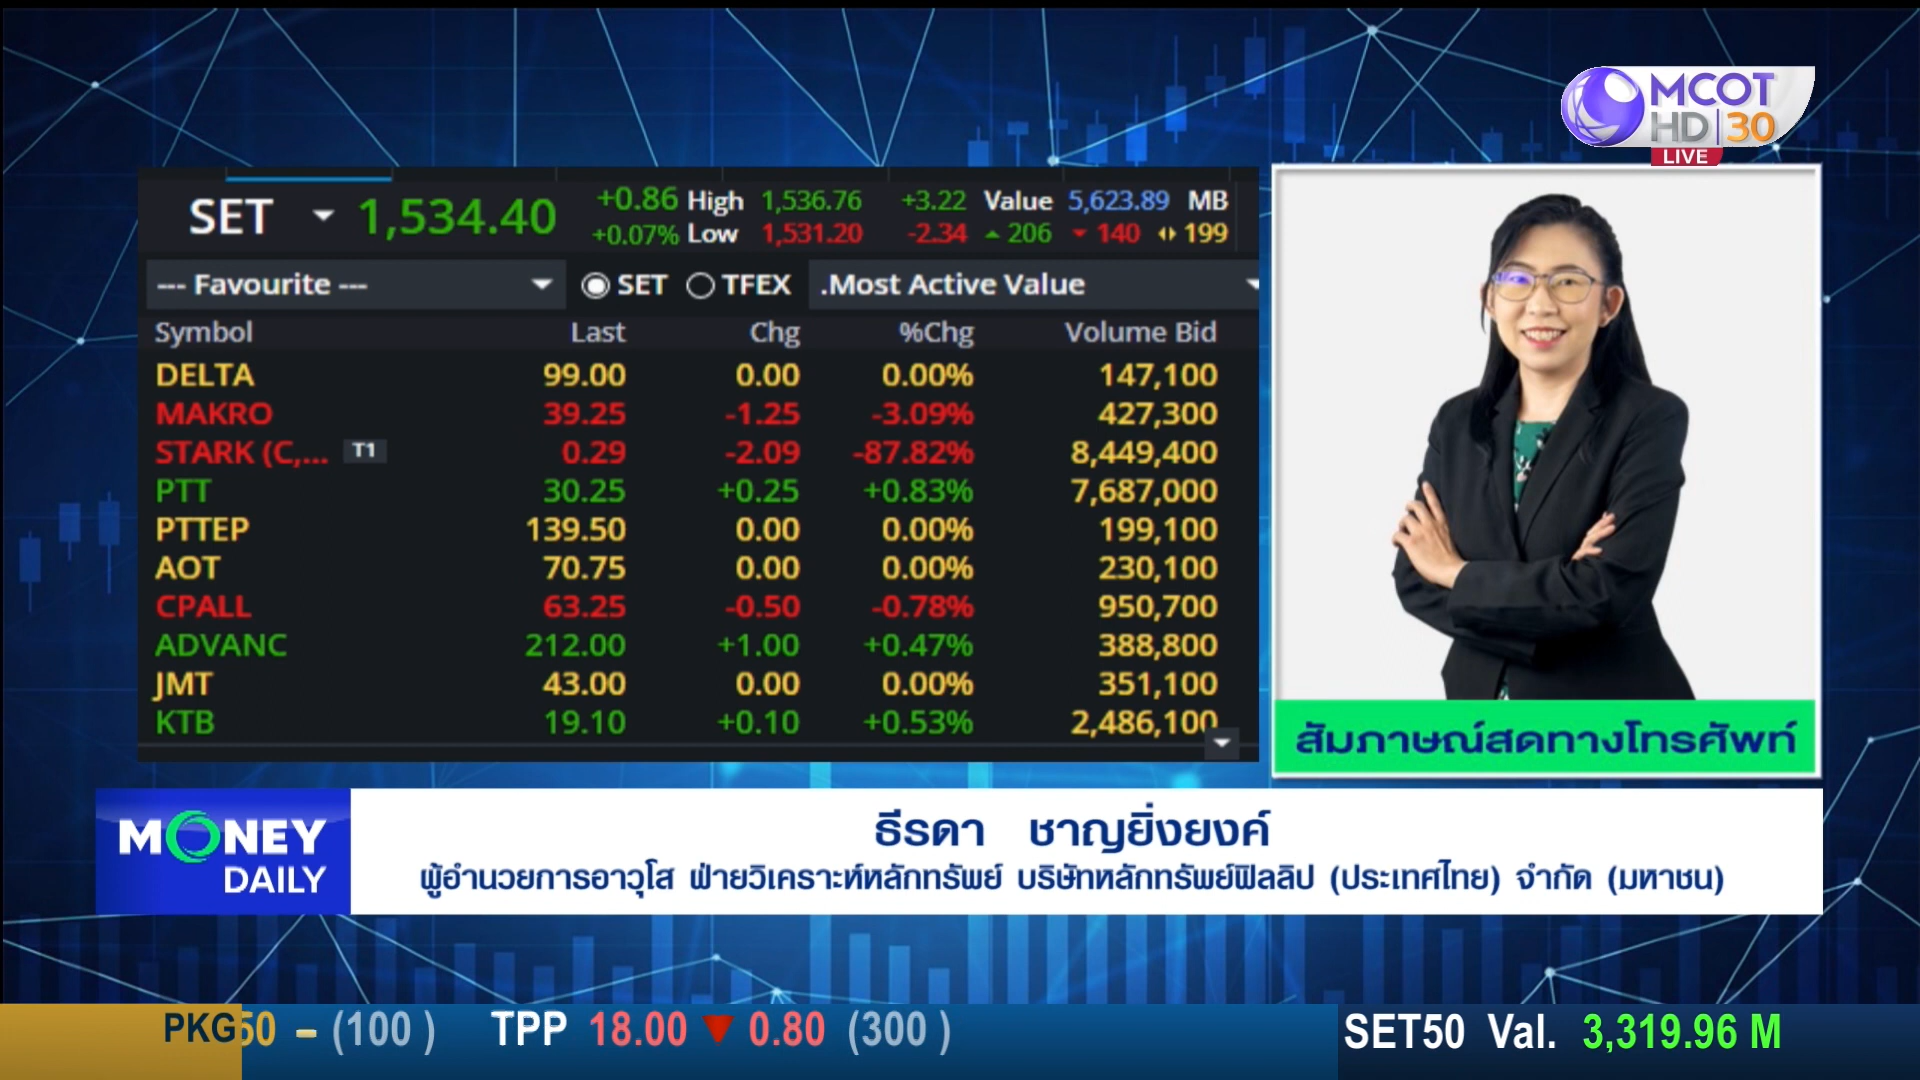 MCOT
HD 30
LIVE
SET 1,534.40 +0.86 High 1,536.76 +3.22 Value 5,623.89 MB
+0.07% Low 1,531.20 -2.34 206 140 199
--- Favourite --- SET TFEX .Most Active Value
Symbol Last Chg %Chg Volume Bid
DELTA 99.00 0.00 0.00% 147,100
MAKRO 39.25 -1.25 -3.09% 427,300
STARK (C,... T1 0.29 -2.09 -87.82% 8,449,400
PTT 30.25 +0.25 +0.83% 7,687,000
PTTEP 139.50 0.00 0.00% 199,100
AOT 70.75 0.00 0.00% 230,100
CPALL 63.25 -0.50 -0.78% 950,700
ADVANC 212.00 +1.00 +0.47% 388,800
JMT 43.00 0.00 0.00% 351,100
KTB 19.10 +0.10 +0.53% 2,486,100
สัมภาษณ์สดทางโทรศัพท์
MONEY
DAILY
ธีรดา ชาญยิ่งยงค์
ผู้อำนวยการอาวุโส ฝ่ายวิเคราะห์หลักทรัพย์ บริษัทหลักทรัพย์ฟิลลิป (ประเทศไทย) จำกัด (มหาชน)
PKG 50 – (100 ) TPP 18.00 ▼ 0.80 (300 ) SET50 Val. 3,319.96 M